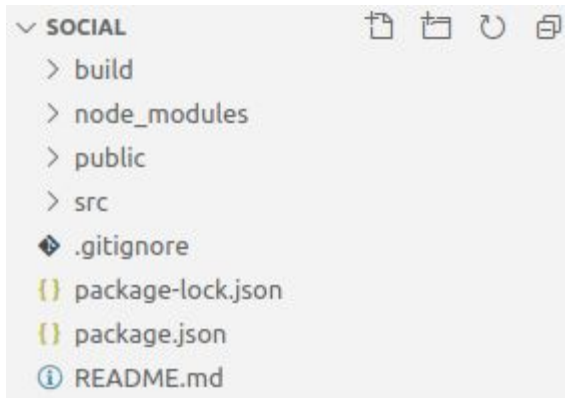 SOCIAL
build
node_modules
public
src
.gitignore
package-lock.json
package.json
README.md